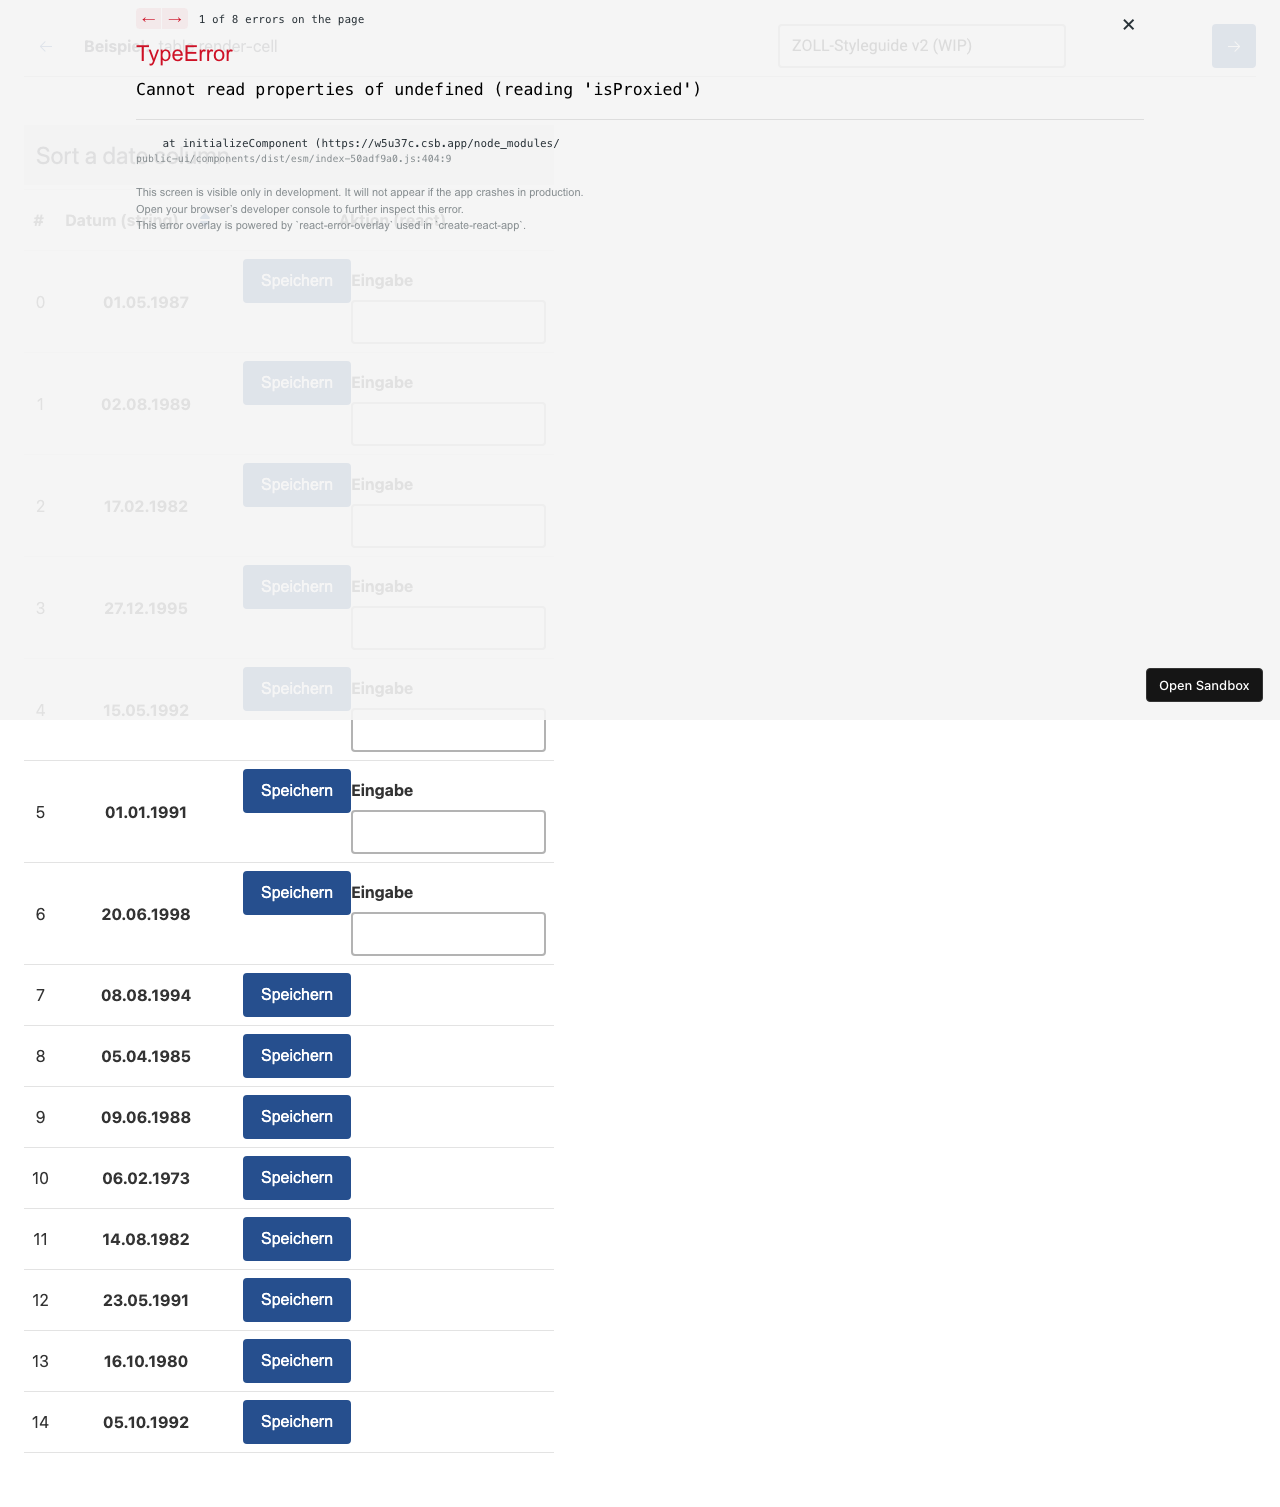 ← → 1 of 8 errors on the page ✕
← Beispiel table render-cell ZOLL-Styleguide v2 (WIP) →
TypeError
Cannot read properties of undefined (reading 'isProxied')
at initializeComponent (https://w5u37c.csb.app/node_modules/
public-ui/components/dist/esm/index-50adf9a0.js:404:9
Sort a date column
This screen is visible only in development. It will not appear if the app crashes in production.
Open your browser’s developer console to further inspect this error.
# Datum (string) Aktion (react)
This error overlay is powered by `react-error-overlay` used in `create-react-app`.
Speichern Eingabe
0 01.05.1987
Speichern Eingabe
1 02.08.1989
Speichern Eingabe
2 17.02.1982
Speichern Eingabe
3 27.12.1995
Speichern Eingabe
Open Sandbox
4 15.05.1992
Speichern Eingabe
5 01.01.1991
Speichern Eingabe
6 20.06.1998
7 08.08.1994 Speichern
8 05.04.1985 Speichern
9 09.06.1988 Speichern
10 06.02.1973 Speichern
11 14.08.1982 Speichern
12 23.05.1991 Speichern
13 16.10.1980 Speichern
14 05.10.1992 Speichern